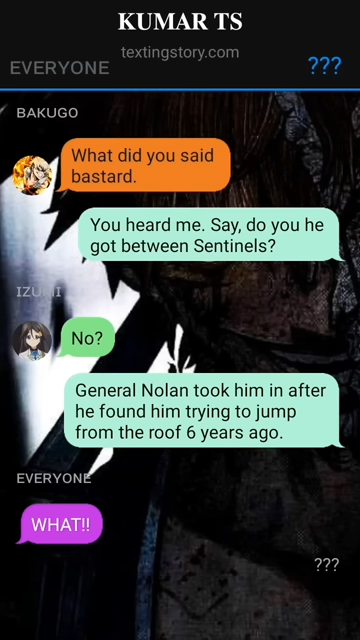 KUMAR TS
textingstory.com
EVERYONE
???
BAKUGO
What did you said
bastard.
You heard me. Say, do you he
got between Sentinels?
IZUMI
No?
General Nolan took him in after
he found him trying to jump
from the roof 6 years ago.
EVERYONE
WHAT!!
???